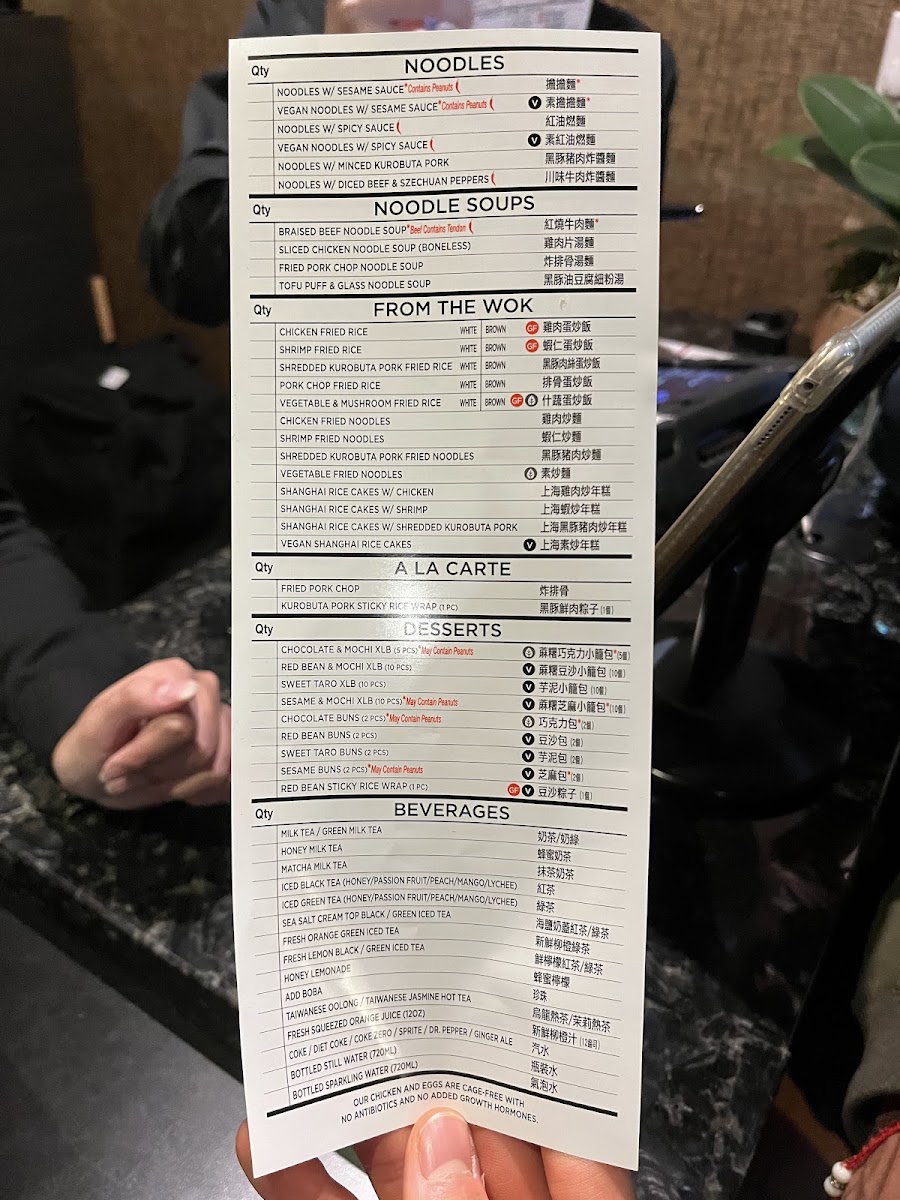 Qty NOODLES
NOODLES W/ SESAME SAUCE *Contains Peanuts 擔擔麵*
VEGAN NOODLES W/ SESAME SAUCE *Contains Peanuts V 素擔擔麵*
NOODLES W/ SPICY SAUCE 紅油燃麵
VEGAN NOODLES W/ SPICY SAUCE V 素紅油燃麵
NOODLES W/ MINCED KUROBUTA PORK 黑豚豬肉炸醬麵
NOODLES W/ DICED BEEF & SZECHUAN PEPPERS 川味牛肉炸醬麵
Qty NOODLE SOUPS
BRAISED BEEF NOODLE SOUP *Beef Contains Tendon 紅燒牛肉麵*
SLICED CHICKEN NOODLE SOUP (BONELESS) 雞肉片湯麵
FRIED PORK CHOP NOODLE SOUP 炸排骨湯麵
TOFU PUFF & GLASS NOODLE SOUP 黑豚油豆腐細粉湯
Qty FROM THE WOK
CHICKEN FRIED RICE WHITE BROWN GF 雞肉蛋炒飯
SHRIMP FRIED RICE WHITE BROWN GF 蝦仁蛋炒飯
SHREDDED KUROBUTA PORK FRIED RICE WHITE BROWN 黑豚肉絲蛋炒飯
PORK CHOP FRIED RICE WHITE BROWN 排骨蛋炒飯
VEGETABLE & MUSHROOM FRIED RICE WHITE BROWN GF 什蔬蛋炒飯
CHICKEN FRIED NOODLES 雞肉炒麵
SHRIMP FRIED NOODLES 蝦仁炒麵
SHREDDED KUROBUTA PORK FRIED NOODLES 黑豚豬肉炒麵
VEGETABLE FRIED NOODLES 素炒麵
SHANGHAI RICE CAKES W/ CHICKEN 上海雞肉炒年糕
SHANGHAI RICE CAKES W/ SHRIMP 上海蝦炒年糕
SHANGHAI RICE CAKES W/ SHREDDED KUROBUTA PORK 上海黑豚豬肉炒年糕
VEGAN SHANGHAI RICE CAKES V 上海素炒年糕
Qty A LA CARTE
FRIED PORK CHOP 炸排骨
KUROBUTA PORK STICKY RICE WRAP (1 PC) 黑豚鮮肉粽子 (1個)
Qty DESSERTS
CHOCOLATE & MOCHI XLB (5 PCS) *May Contain Peanuts 蔴糬巧克力小籠包*(5個)
RED BEAN & MOCHI XLB (10 PCS) V 蔴糬豆沙小籠包 (10個)
SWEET TARO XLB (10 PCS) V 芋泥小籠包 (10個)
SESAME & MOCHI XLB (10 PCS) *May Contain Peanuts V 蔴糬芝麻小籠包*(10個)
CHOCOLATE BUNS (2 PCS) *May Contain Peanuts 巧克力包*(2個)
RED BEAN BUNS (2 PCS) V 豆沙包 (2個)
SWEET TARO BUNS (2 PCS) V 芋泥包 (2個)
SESAME BUNS (2 PCS) *May Contain Peanuts V 芝麻包*(2個)
RED BEAN STICKY RICE WRAP (1 PC) GF V 豆沙粽子 (1個)
Qty BEVERAGES
MILK TEA / GREEN MILK TEA 奶茶/奶綠
HONEY MILK TEA 蜂蜜奶茶
MATCHA MILK TEA 抹茶奶茶
ICED BLACK TEA (HONEY/PASSION FRUIT/PEACH/MANGO/LYCHEE) 紅茶
ICED GREEN TEA (HONEY/PASSION FRUIT/PEACH/MANGO/LYCHEE) 綠茶
SEA SALT CREAM TOP BLACK / GREEN ICED TEA 海鹽奶蓋紅茶/綠茶
FRESH ORANGE GREEN ICED TEA 新鮮柳橙綠茶
FRESH LEMON BLACK / GREEN ICED TEA 鮮檸檬紅茶/綠茶
HONEY LEMONADE 蜂蜜檸檬
ADD BOBA 珍珠
TAIWANESE OOLONG / TAIWANESE JASMINE HOT TEA 烏龍熱茶/茉莉熱茶
FRESH SQUEEZED ORANGE JUICE (12OZ) 新鮮柳橙汁 (12盎司)
COKE / DIET COKE / COKE ZERO / SPRITE / DR. PEPPER / GINGER ALE 汽水
BOTTLED STILL WATER (720ML) 瓶裝水
BOTTLED SPARKLING WATER (720ML) 氣泡水
OUR CHICKEN AND EGGS ARE CAGE-FREE WITH
NO ANTIBIOTICS AND NO ADDED GROWTH HORMONES.